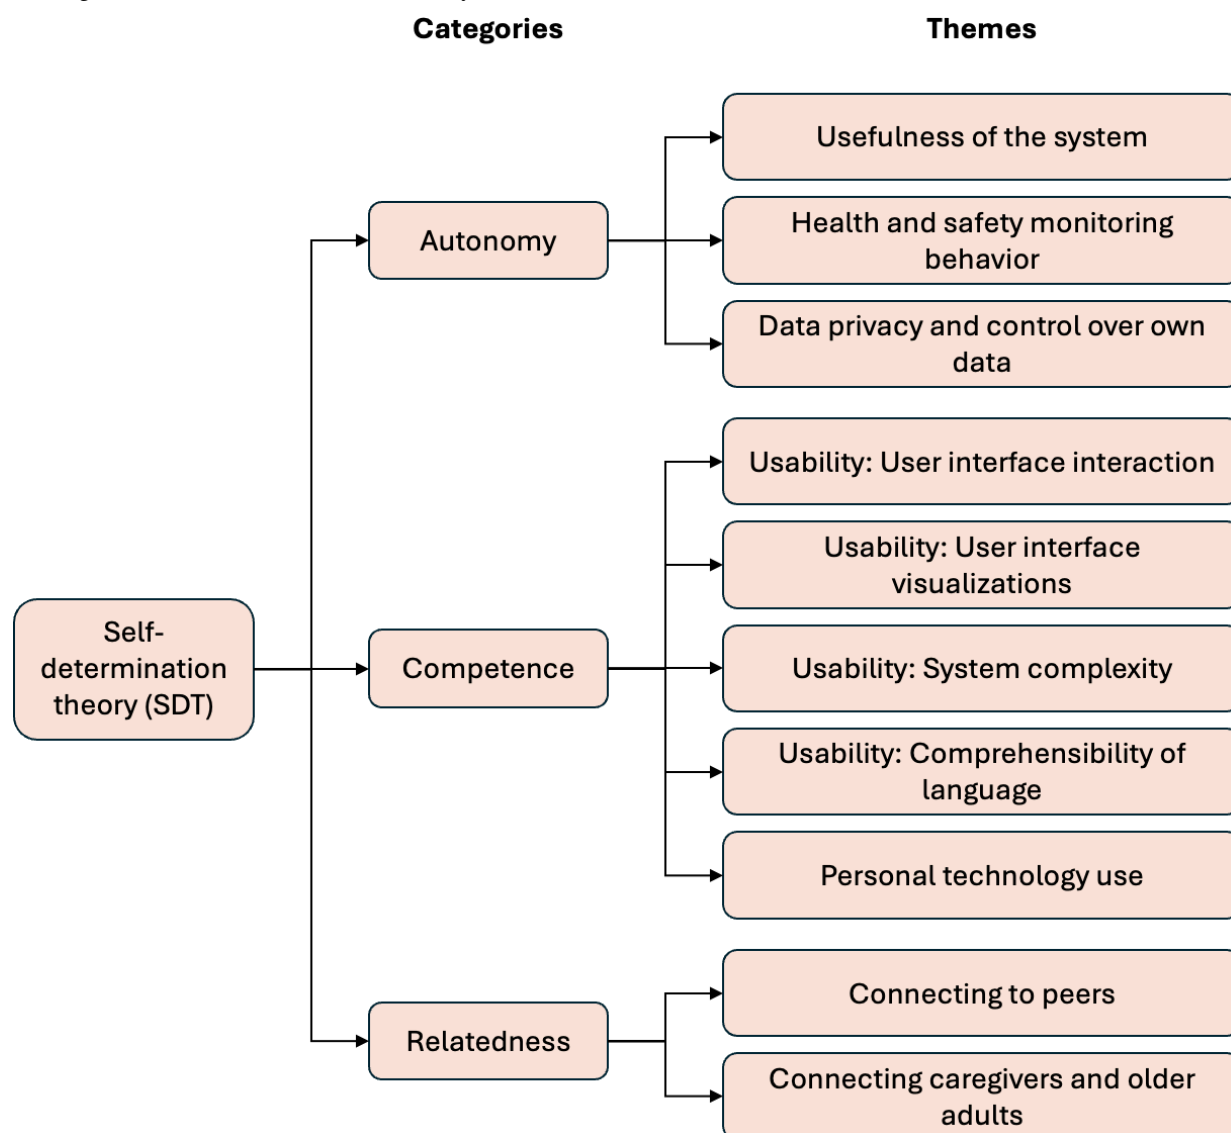 Categories
Themes
Usefulness of the system
Autonomy
Health and safety monitoring
behavior
Data privacy and control over own
data
Usability: User interface interaction
Usability: User interface
visualizations
Self-
determination
theory (SDT)
Competence
Usability: System complexity
Usability: Comprehensibility of
language
Personal technology use
Relatedness
Connecting to peers
Connecting caregivers and older
adults